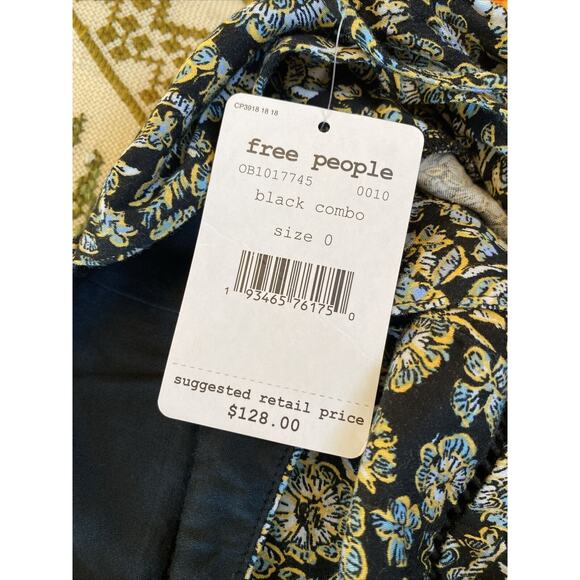 CP3918 18 18
free people
OB1017745 0010
black combo
size 0
1 93465 76175 0
suggested retail price
$128.00